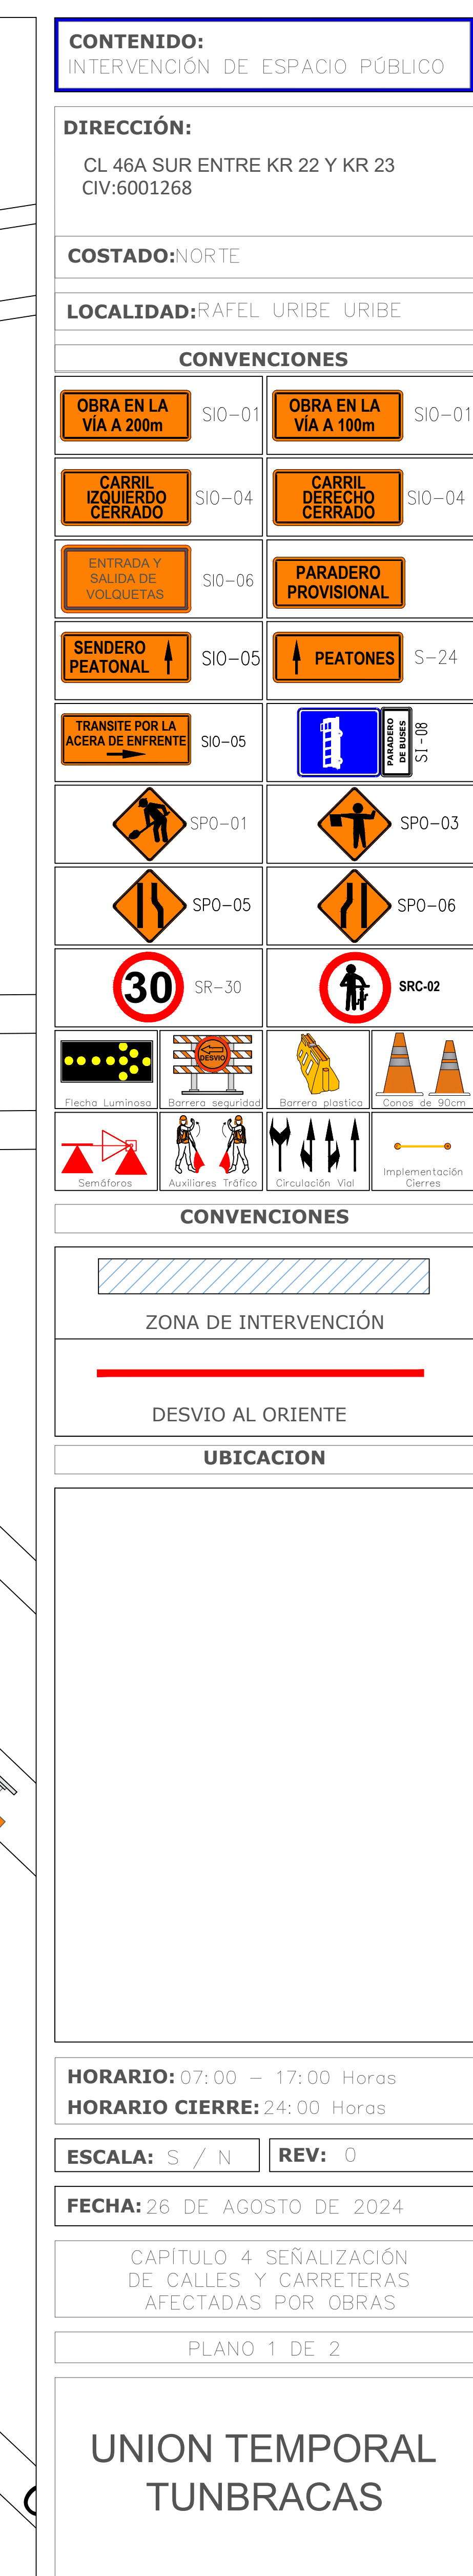 CONTENIDO:
INTERVENCIÓN DE ESPACIO PÚBLICO
DIRECCIÓN:
CL 46A SUR ENTRE KR 22 Y KR 23
CIV:6001268
COSTADO:NORTE
LOCALIDAD:RAFEL URIBE URIBE
CONVENCIONES
OBRA EN LA
VÍA A 200m
SIO-01
OBRA EN LA
VÍA A 100m
SIO-01
CARRIL
IZQUIERDO
CERRADO
SIO-04
CARRIL
DERECHO
CERRADO
SIO-04
ENTRADA Y
SALIDA DE
VOLQUETAS
SIO-06
PARADERO
PROVISIONAL
SENDERO
PEATONAL
SIO-05
PEATONES
S-24
TRANSITE POR LA
ACERA DE ENFRENTE
SIO-05
PARADERO
DE BUSES
SI-08
SPO-01
SPO-03
SPO-05
SPO-06
30
SR-30
SRC-02
Flecha Luminosa
DESVIO
Barrera seguridad
Barrera plastica
Conos de 90cm
Semáforos
Auxiliares Tráfico
Circulación Vial
Implementación
Cierres
CONVENCIONES
ZONA DE INTERVENCIÓN
DESVIO AL ORIENTE
UBICACION
HORARIO: 07:00 - 17:00 Horas
HORARIO CIERRE: 24:00 Horas
ESCALA: S / N
REV: 0
FECHA: 26 DE AGOSTO DE 2024
CAPÍTULO 4 SEÑALIZACIÓN
DE CALLES Y CARRETERAS
AFECTADAS POR OBRAS
PLANO 1 DE 2
UNION TEMPORAL
TUNBRACAS